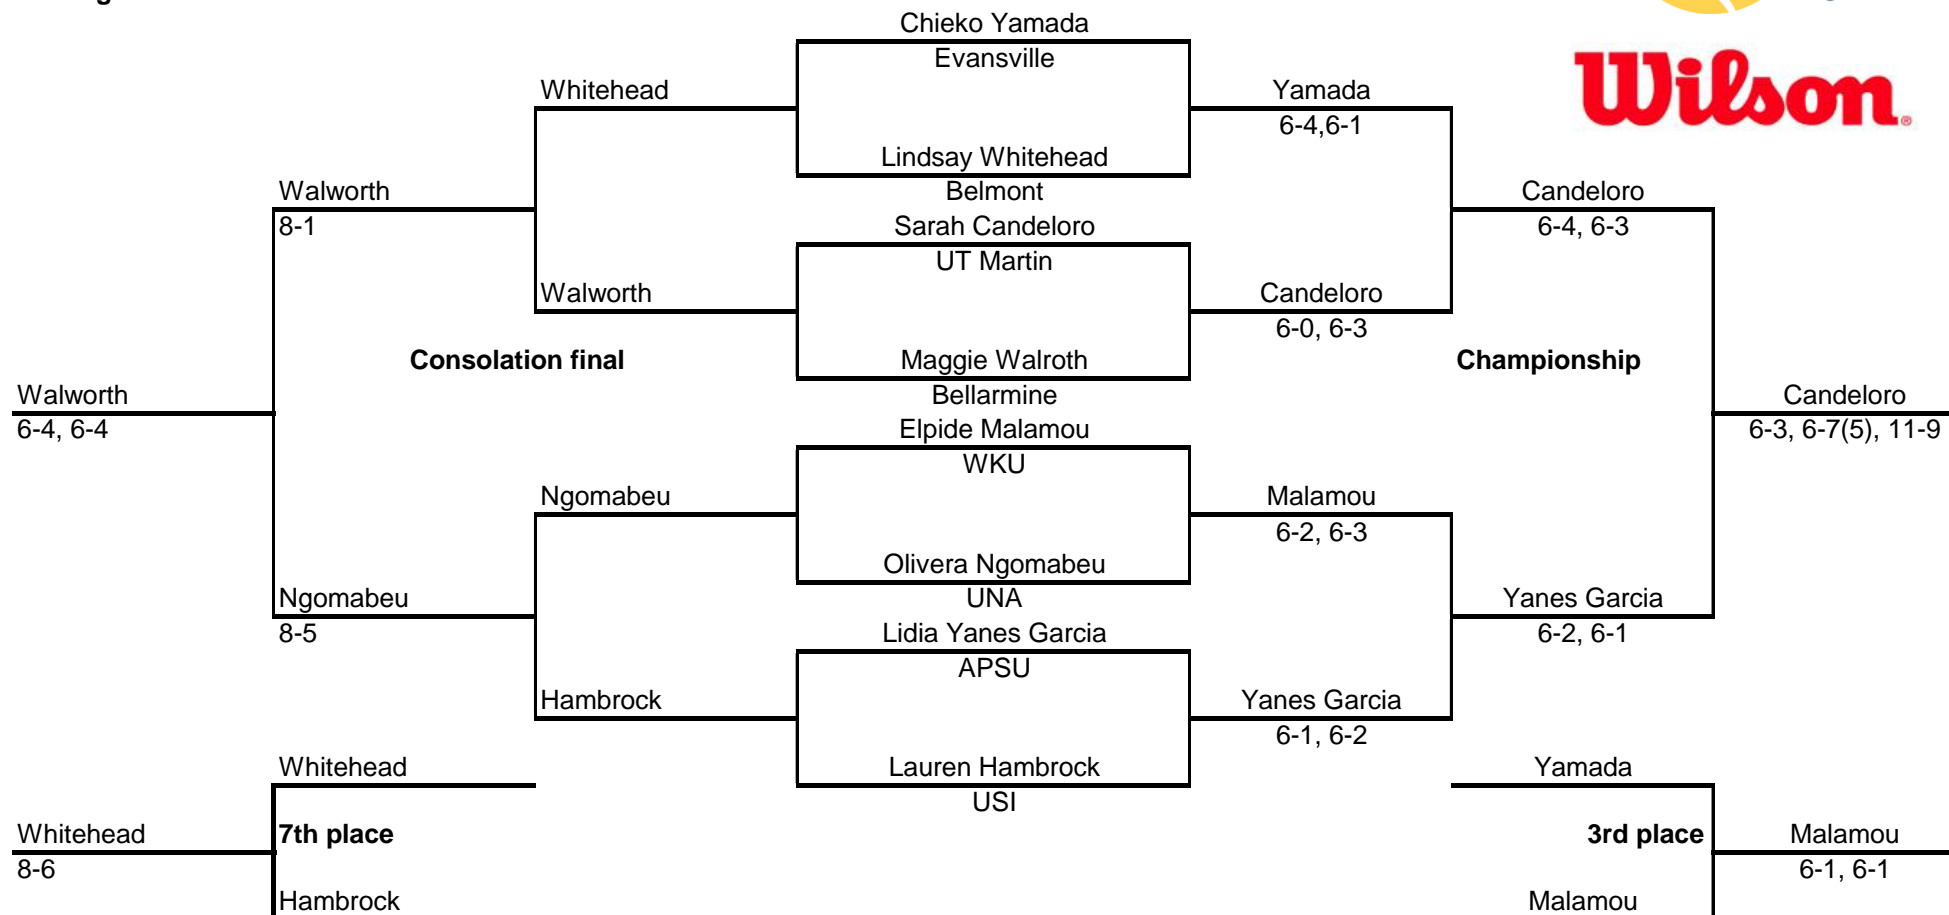 Chieko Yamada
Evansville
Whitehead
Yamada
6-4,6-1
Wilson
Lindsay Whitehead
Walworth
Belmont
Candeloro
8-1
Sarah Candeloro
6-4, 6-3
UT Martin
Walworth
Candeloro
6-0, 6-3
Consolation final
Maggie Walroth
Championship
Walworth
Bellarmine
Candeloro
6-4, 6-4
Elpide Malamou
6-3, 6-7(5), 11-9
WKU
Ngomabeu
Malamou
6-2, 6-3
Olivera Ngomabeu
Ngomabeu
UNA
Yanes Garcia
8-5
Lidia Yanes Garcia
6-2, 6-1
APSU
Hambrock
Yanes Garcia
6-1, 6-2
Whitehead
Lauren Hambrock
Yamada
USI
Whitehead
7th place
3rd place
Malamou
8-6
6-1, 6-1
Hambrock
Malamou